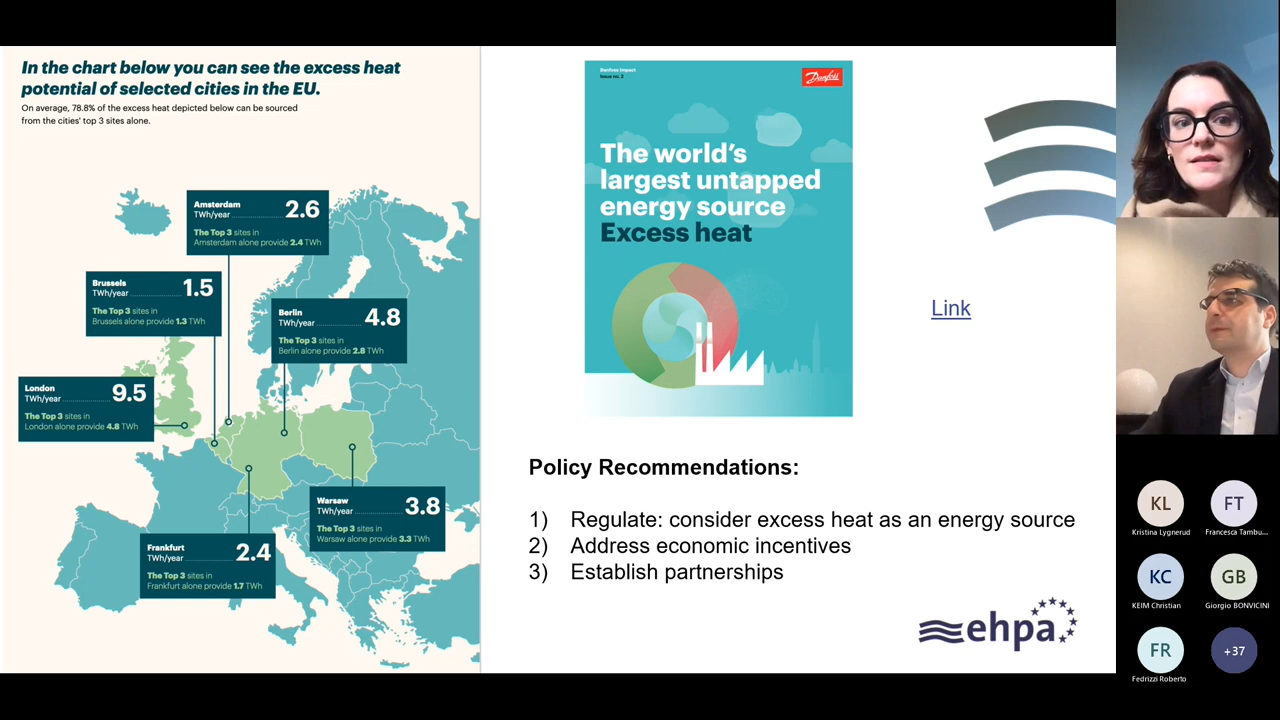 In the chart below you can see the excess heat
potential of selected cities in the EU.
On average, 78.8% of the excess heat depicted below can be sourced
from the cities' top 3 sites alone.
Amsterdam
TWh/year 2.6
The Top 3 sites in
Amsterdam alone provide 2.4 TWh
Brussels
TWh/year 1.5
The Top 3 sites in
Brussels alone provide 1.3 TWh
Berlin
TWh/year 4.8
The Top 3 sites in
Berlin alone provide 2.8 TWh
London
TWh/year 9.5
The Top 3 sites in
London alone provide 4.8 TWh
Warsaw
TWh/year 3.8
The Top 3 sites in
Warsaw alone provide 3.3 TWh
Frankfurt
TWh/year 2.4
The Top 3 sites in
Frankfurt alone provide 1.7 TWh
Danfoss Impact
Issue no. 2
Danfoss
The world's
largest untapped
energy source
Excess heat
Link
Policy Recommendations:
1) Regulate: consider excess heat as an energy source
2) Address economic incentives
3) Establish partnerships
ehpa
KL
Kristina Lygnerud
FT
Francesca Tambu...
KC
KEIM Christian
GB
Giorgio BONVICINI
FR
Fedrizzi Roberto
+37